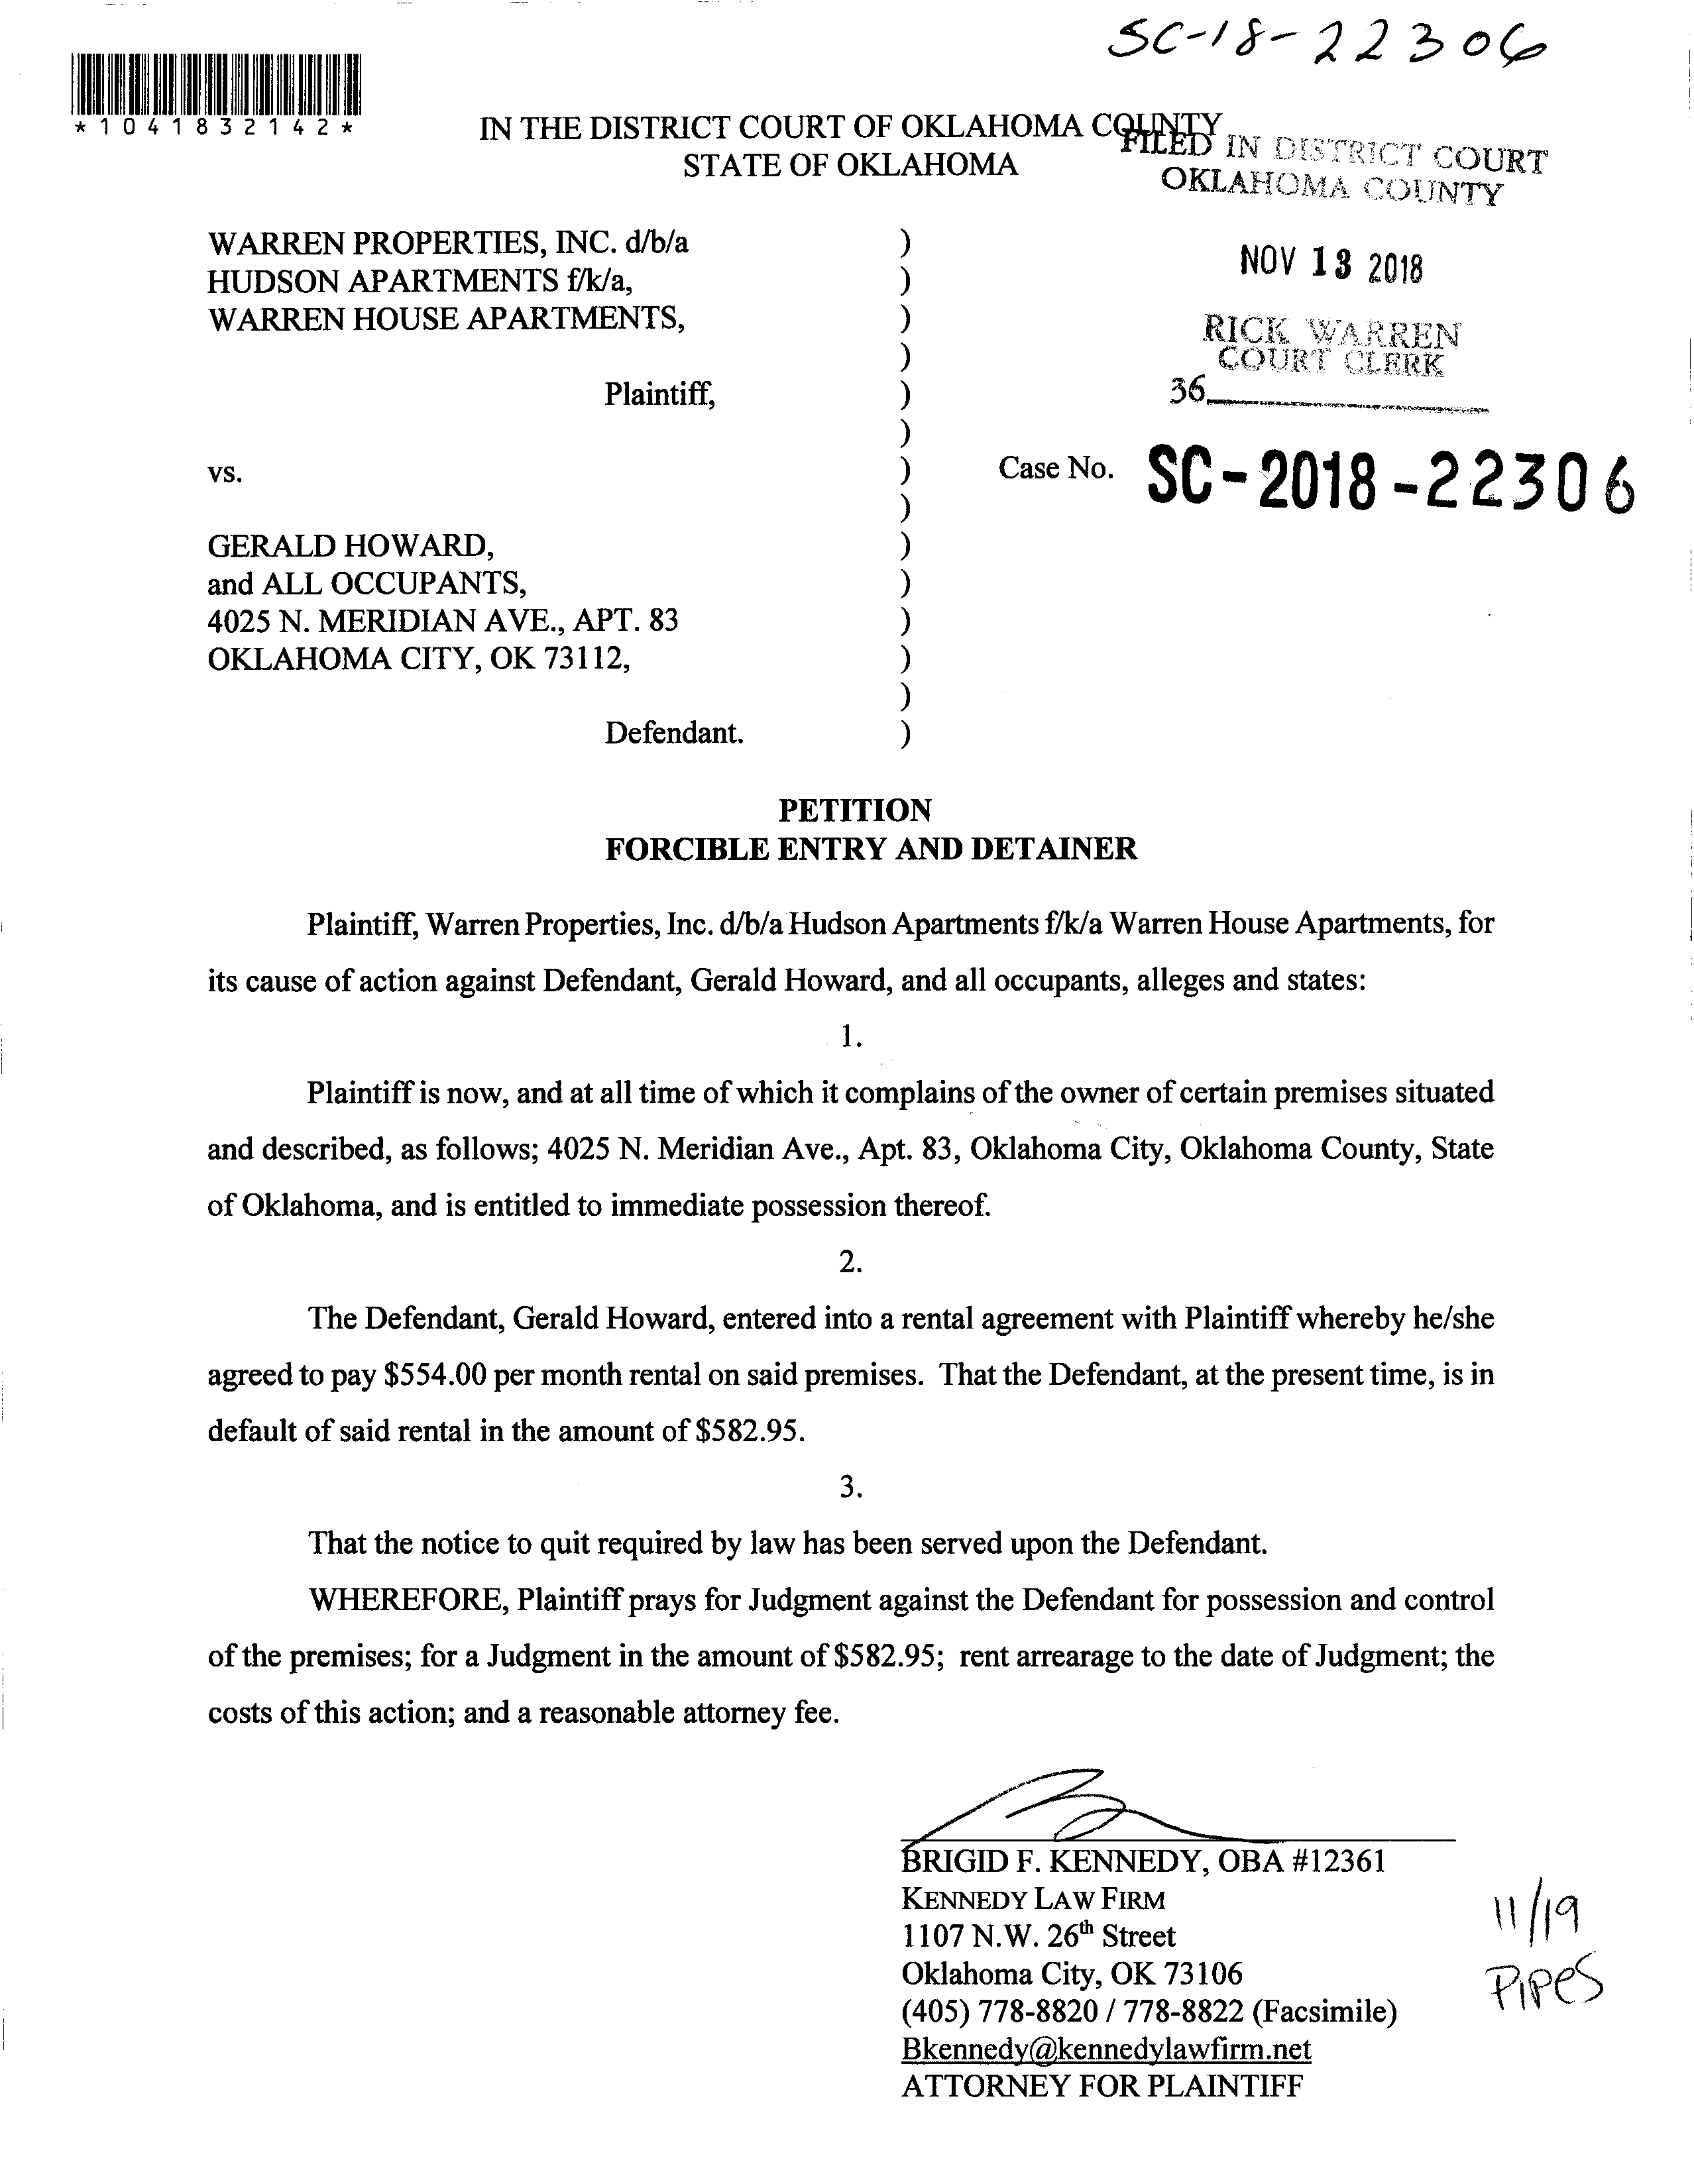 SC-18-22306
*1041832142*
IN THE DISTRICT COURT OF OKLAHOMA COUNTY
STATE OF OKLAHOMA
FILED IN DISTRICT COURT
OKLAHOMA COUNTY
NOV 13 2018
RICK WARREN
COURT CLERK
36
WARREN PROPERTIES, INC. d/b/a )
HUDSON APARTMENTS f/k/a, )
WARREN HOUSE APARTMENTS, )
)
Plaintiff, )
)
vs. ) Case No. SC-2018-22306
)
GERALD HOWARD, )
and ALL OCCUPANTS, )
4025 N. MERIDIAN AVE., APT. 83 )
OKLAHOMA CITY, OK 73112, )
)
Defendant. )
PETITION
FORCIBLE ENTRY AND DETAINER
Plaintiff, Warren Properties, Inc. d/b/a Hudson Apartments f/k/a Warren House Apartments, for
its cause of action against Defendant, Gerald Howard, and all occupants, alleges and states:
1.
Plaintiff is now, and at all time of which it complains of the owner of certain premises situated
and described, as follows; 4025 N. Meridian Ave., Apt. 83, Oklahoma City, Oklahoma County, State
of Oklahoma, and is entitled to immediate possession thereof.
2.
The Defendant, Gerald Howard, entered into a rental agreement with Plaintiff whereby he/she
agreed to pay $554.00 per month rental on said premises. That the Defendant, at the present time, is in
default of said rental in the amount of $582.95.
3.
That the notice to quit required by law has been served upon the Defendant.
WHEREFORE, Plaintiff prays for Judgment against the Defendant for possession and control
of the premises; for a Judgment in the amount of $582.95; rent arrearage to the date of Judgment; the
costs of this action; and a reasonable attorney fee.
BRIGID F. KENNEDY, OBA #12361
KENNEDY LAW FIRM
1107 N.W. 26th Street
Oklahoma City, OK 73106
(405) 778-8820 / 778-8822 (Facsimile)
Bkennedy@kennedylawfirm.net
ATTORNEY FOR PLAINTIFF
11/19
PIPES